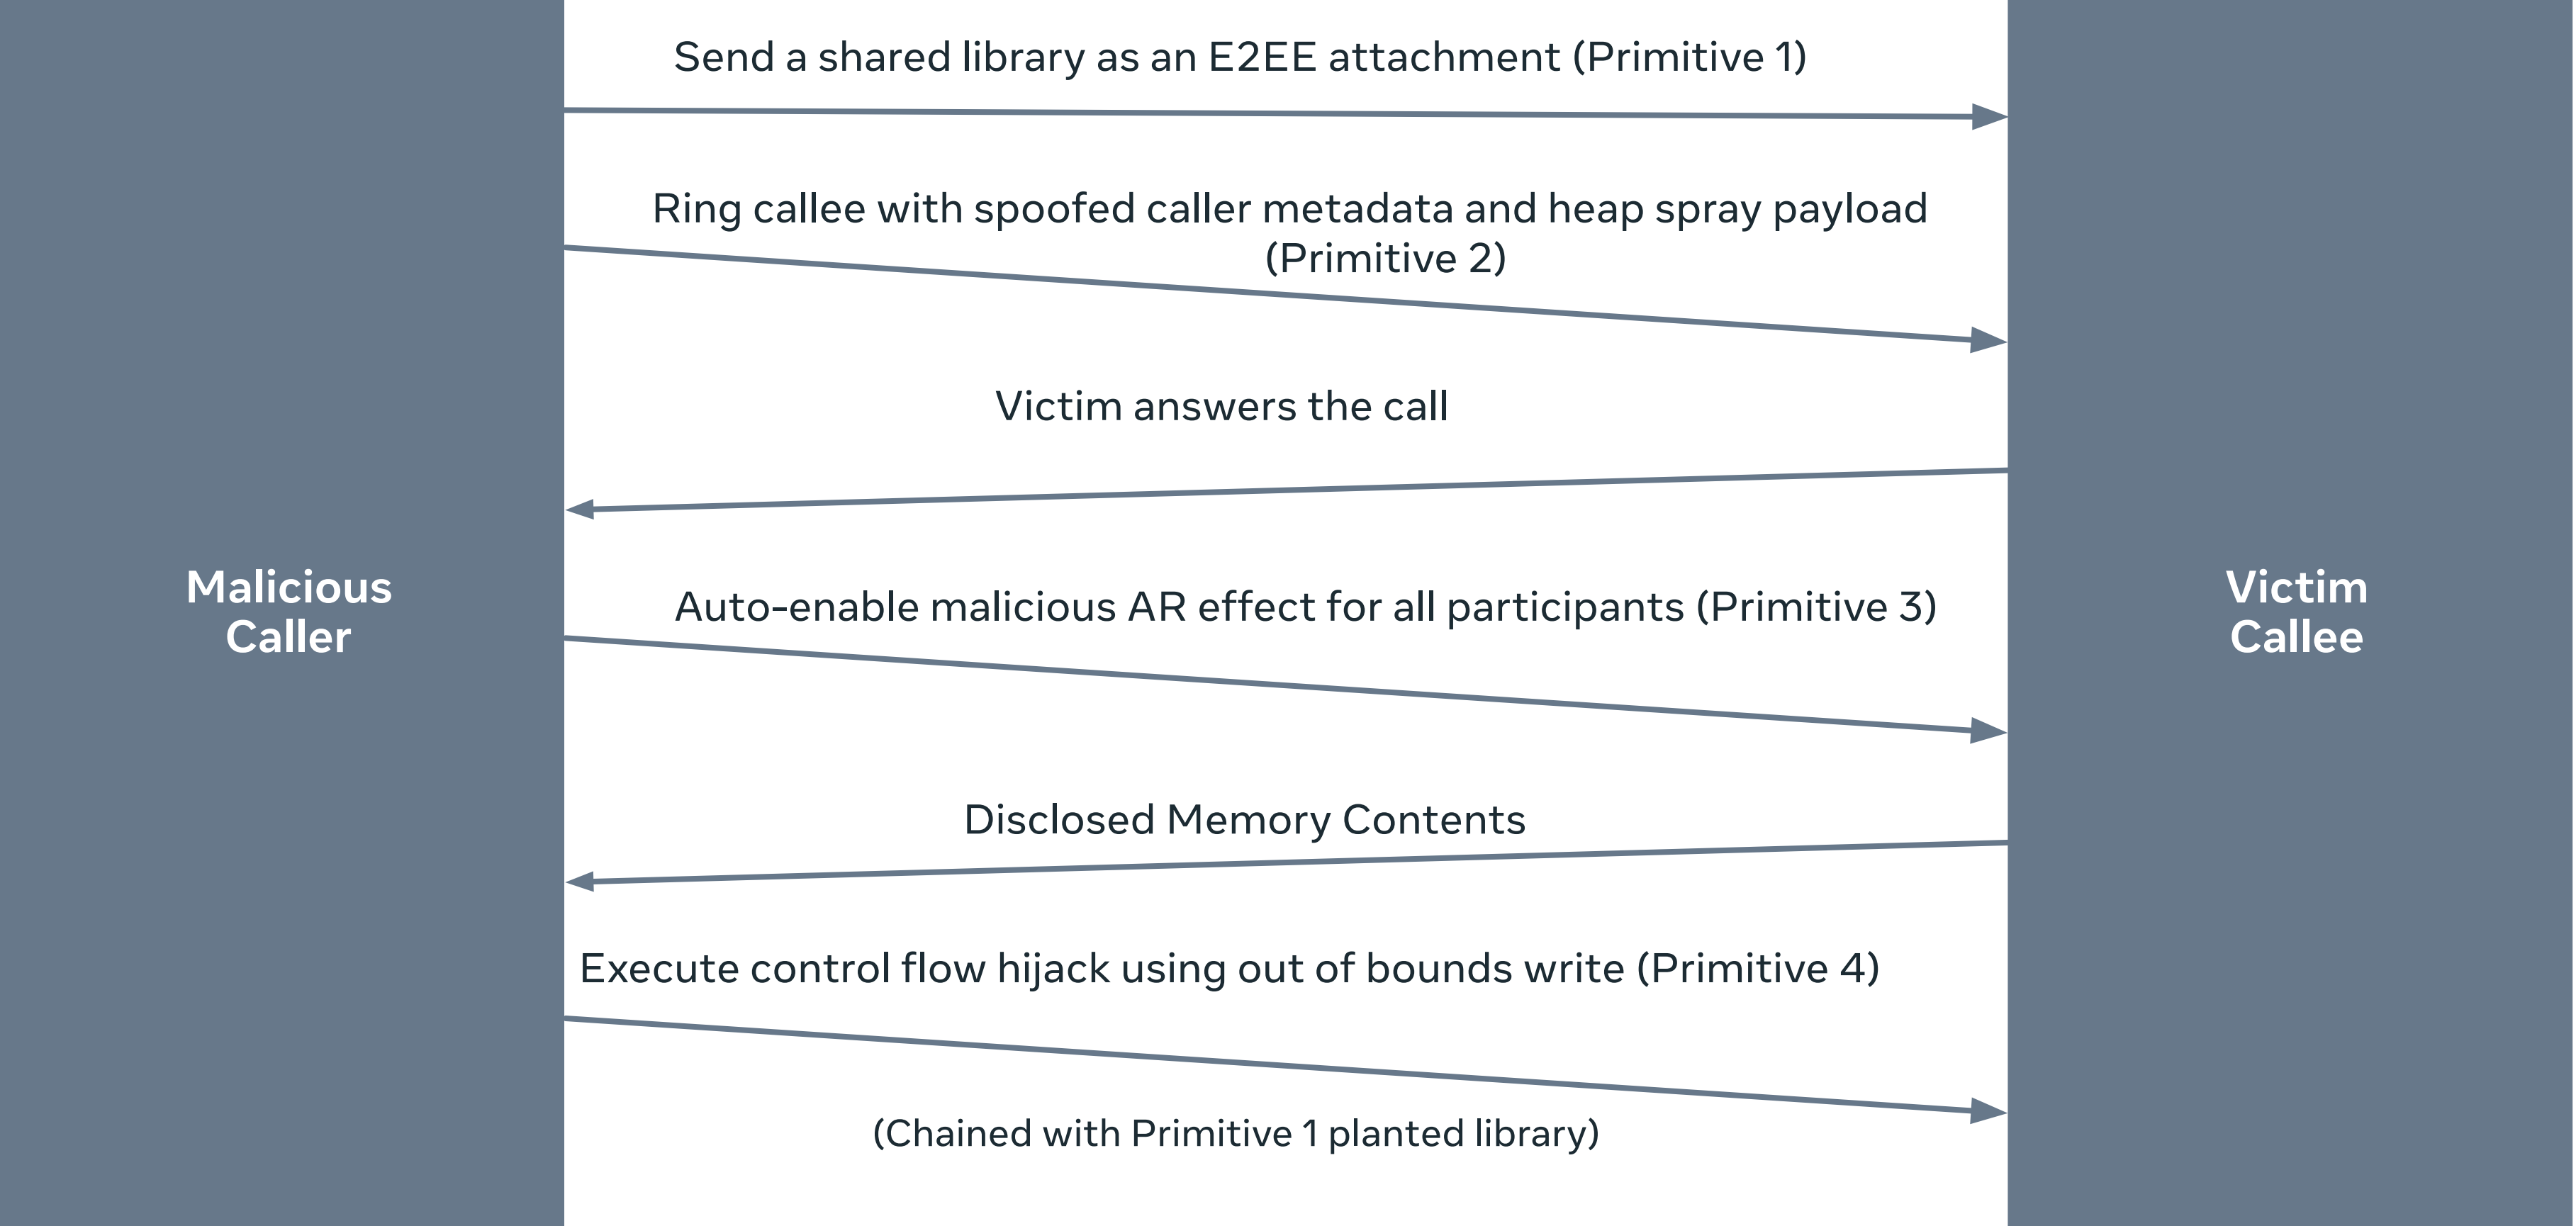 Send a shared library as an E2EE attachment (Primitive 1)
Ring callee with spoofed caller metadata and heap spray payload
(Primitive 2)
Victim answers the call
Malicious
Caller
Auto-enable malicious AR effect for all participants (Primitive 3)
Victim
Callee
Disclosed Memory Contents
Execute control flow hijack using out of bounds write (Primitive 4)
(Chained with Primitive 1 planted library)